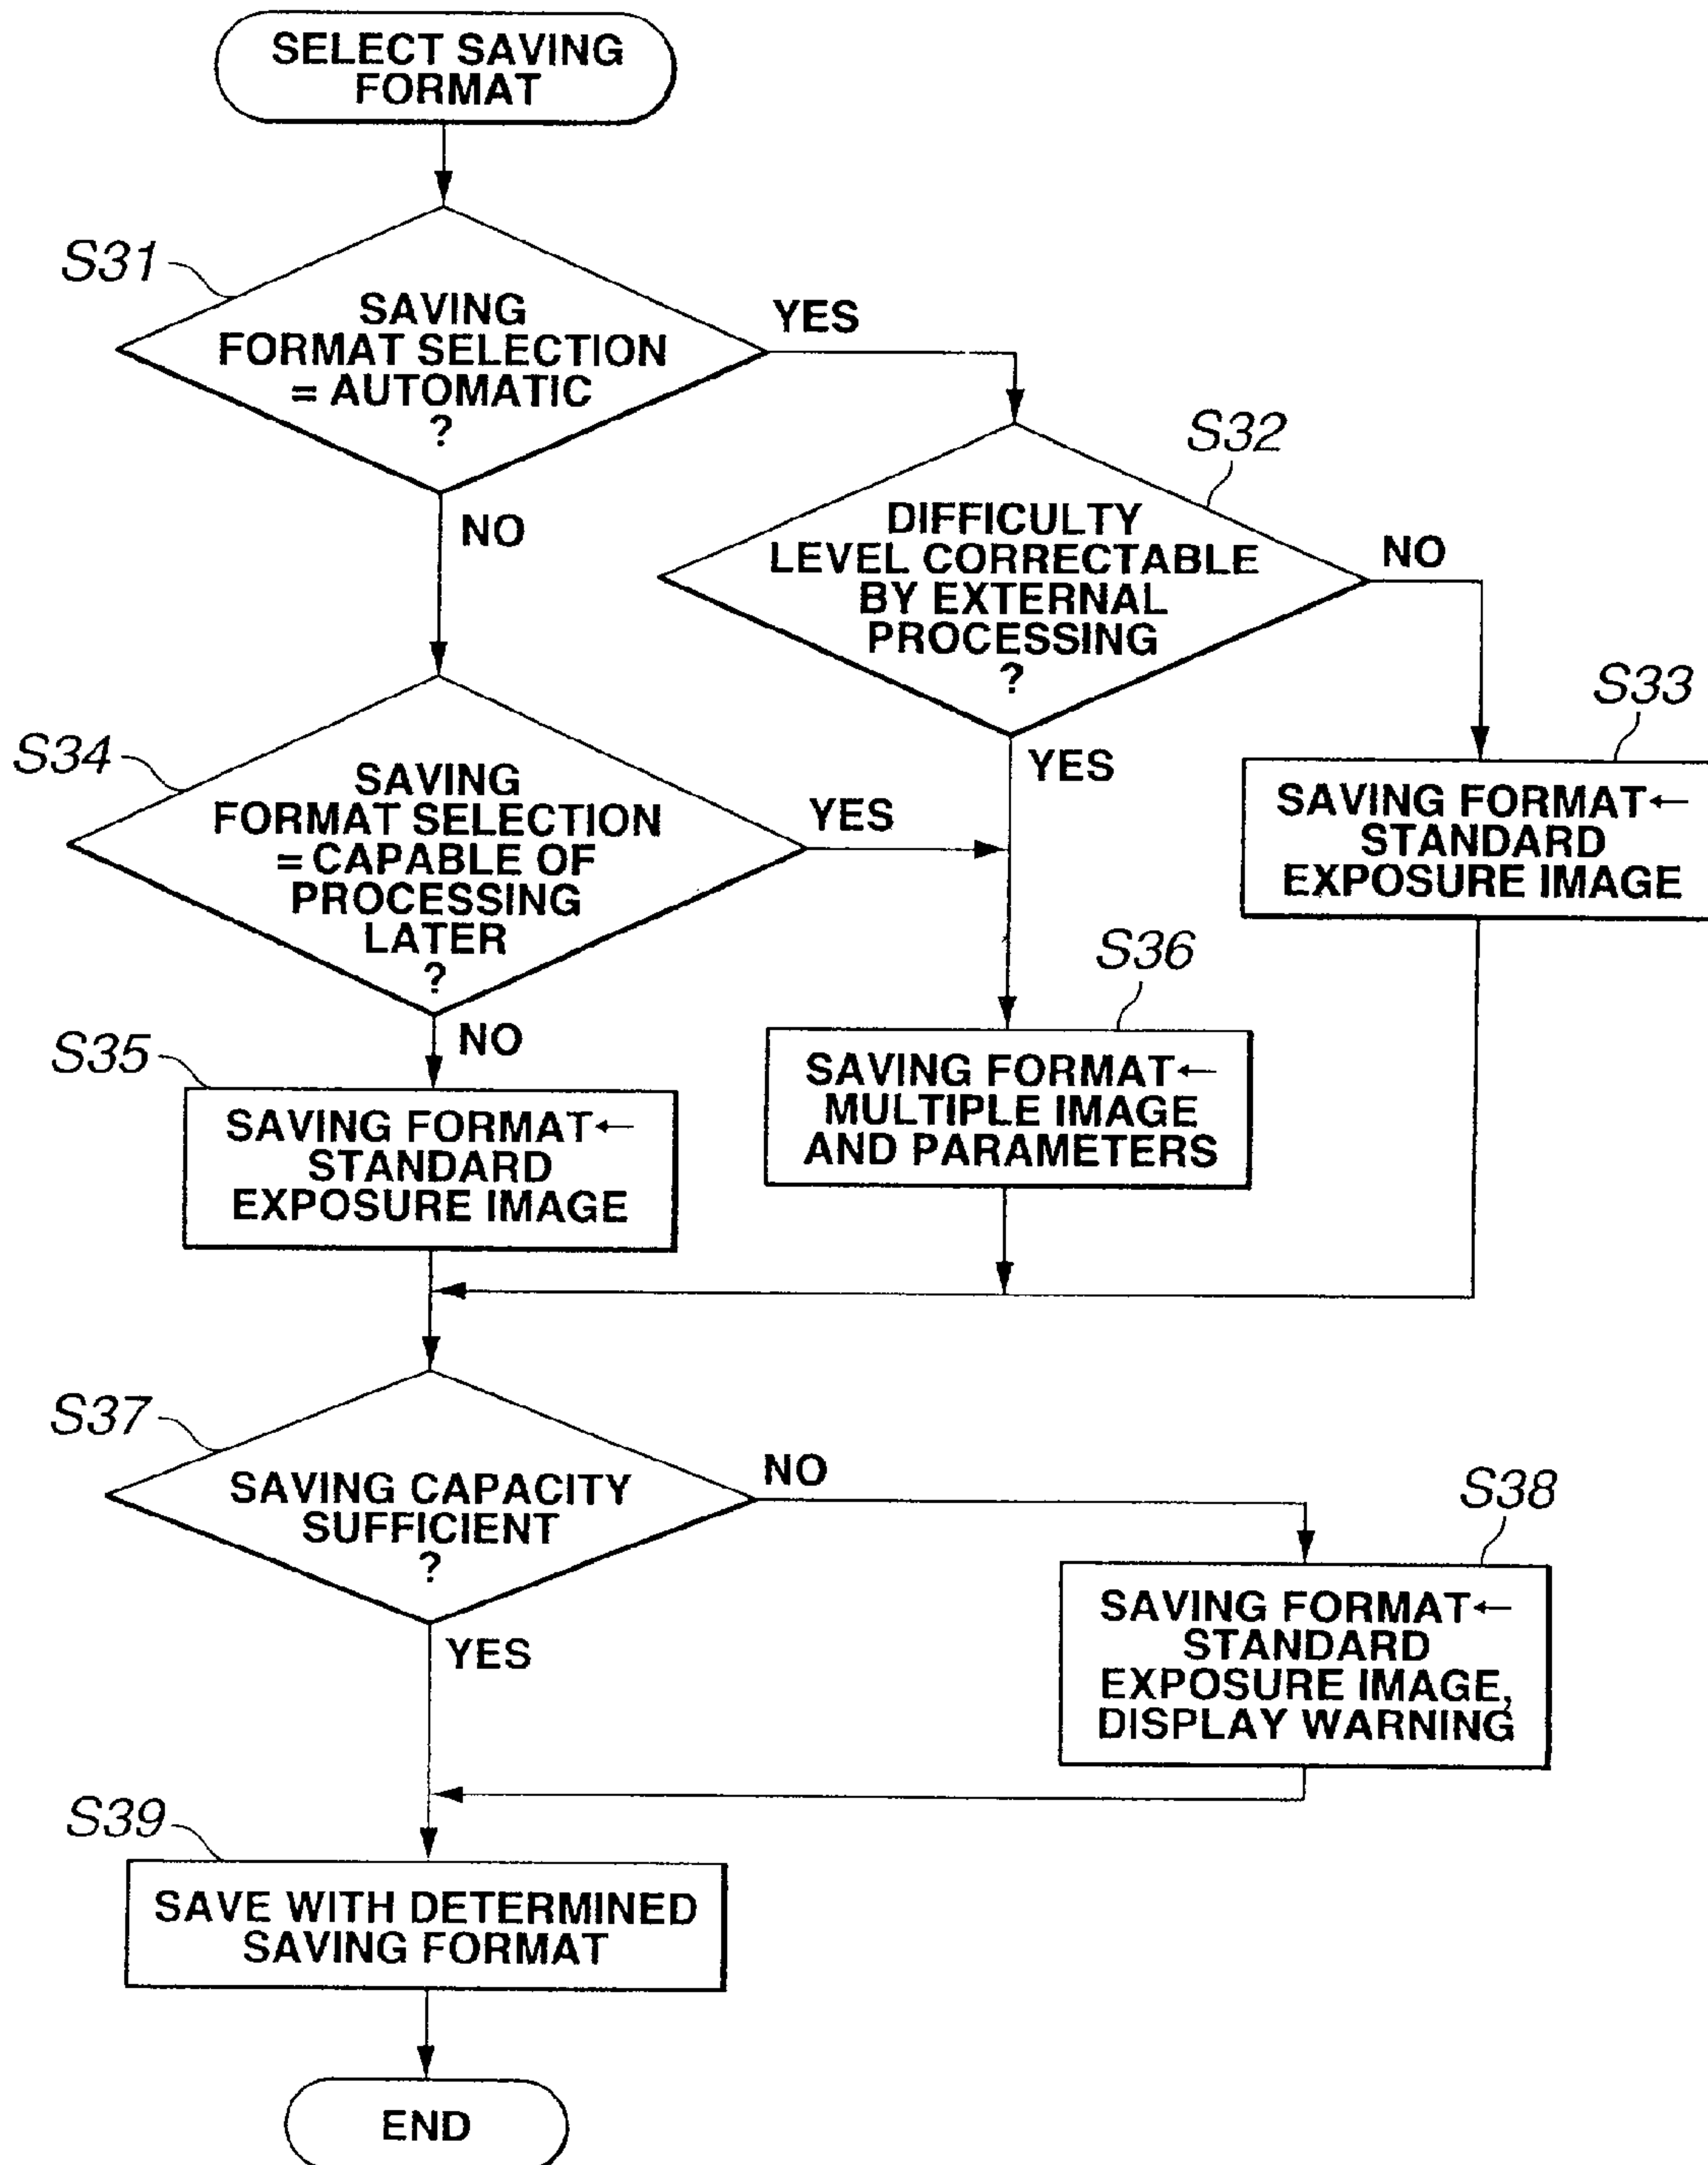 SELECT SAVING
FORMAT
S31
SAVING
FORMAT SELECTION
= AUTOMATIC
?
YES
NO
S32
DIFFICULTY
LEVEL CORRECTABLE
BY EXTERNAL
PROCESSING
?
NO
YES
S33
SAVING FORMAT←
STANDARD
EXPOSURE IMAGE
S34
SAVING
FORMAT SELECTION
= CAPABLE OF
PROCESSING
LATER
?
YES
NO
S35
SAVING FORMAT←
STANDARD
EXPOSURE IMAGE
S36
SAVING FORMAT←
MULTIPLE IMAGE
AND PARAMETERS
S37
SAVING CAPACITY
SUFFICIENT
?
NO
YES
S38
SAVING FORMAT←
STANDARD
EXPOSURE IMAGE,
DISPLAY WARNING
S39
SAVE WITH DETERMINED
SAVING FORMAT
END